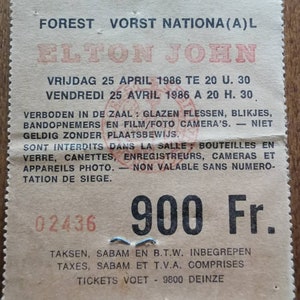 FOREST VORST NATIONA(A)L
ELTON JOHN
VRIJDAG 25 APRIL 1986 TE 20 U. 30
VENDREDI 25 AVRIL 1986 A 20 H. 30
VERBODEN IN DE ZAAL : GLAZEN FLESSEN, BLIKJES,
BANDOPNEMERS EN FILM/FOTO CAMERA'S. — NIET
GELDIG ZONDER PLAATSBEWIJS.
SONT INTERDITS DANS LA SALLE ; BOUTEILLES EN
VERRE, CANETTES, ENREGISTREURS, CAMERAS ET
APPAREILS PHOTO. — NON VALABLE SANS NUMERO-
TATION DE SIEGE.
02436 900 Fr.
TAKSEN, SABAM EN B.T.W. INBEGREPEN
TAXES, SABAM ET T.V.A. COMPRISES
TICKETS VOET - 9800 DEINZE